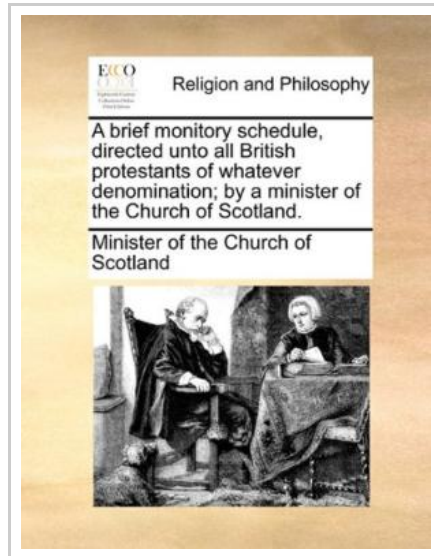 ECCO
Religion and Philosophy
A brief monitory schedule,
directed unto all British
protestants of whatever
denomination; by a minister of
the Church of Scotland.
Minister of the Church of
Scotland